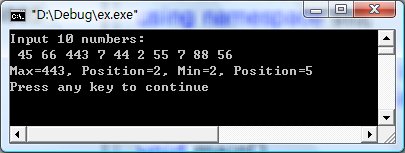 "D:\Debug\ex.exe"
Input 10 numbers:
45 66 443 7 44 2 55 7 88 56
Max=443, Position=2, Min=2, Position=5
Press any key to continue